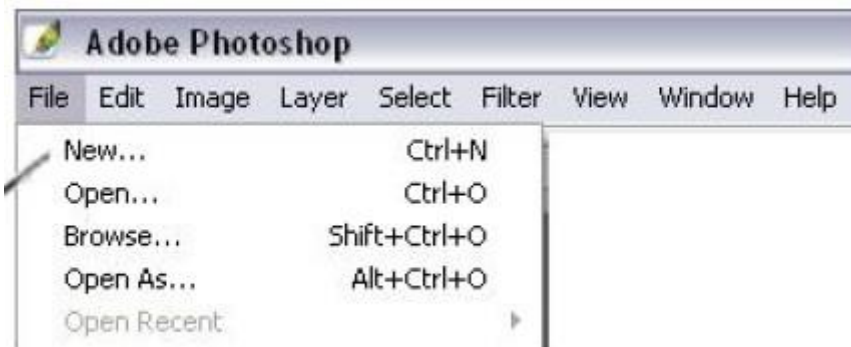 Adobe Photoshop
File Edit Image Layer Select Filter View Window Help
New... Ctrl+N
Open... Ctrl+O
Browse... Shift+Ctrl+O
Open As... Alt+Ctrl+O
Open Recent